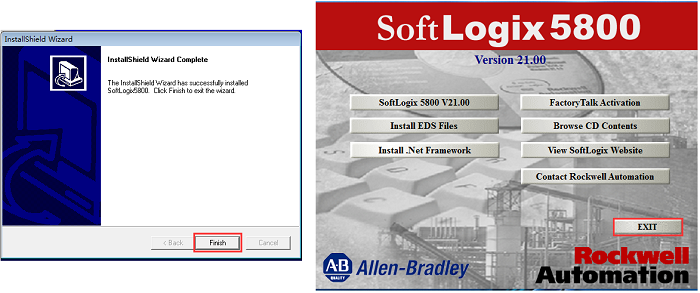 InstallShield Wizard
InstallShield Wizard Complete
The InstallShield Wizard has successfully installed
SoftLogix5800. Click Finish to exit the wizard.
< Back
Finish
Cancel
SoftLogix 5800
Version 21.00
SoftLogix 5800 V21.00
FactoryTalk Activation
Install EDS Files
Browse CD Contents
Install .Net Framework
View SoftLogix Website
Contact Rockwell Automation
EXIT
AB
QUALITY
Allen-Bradley
Rockwell
Automation